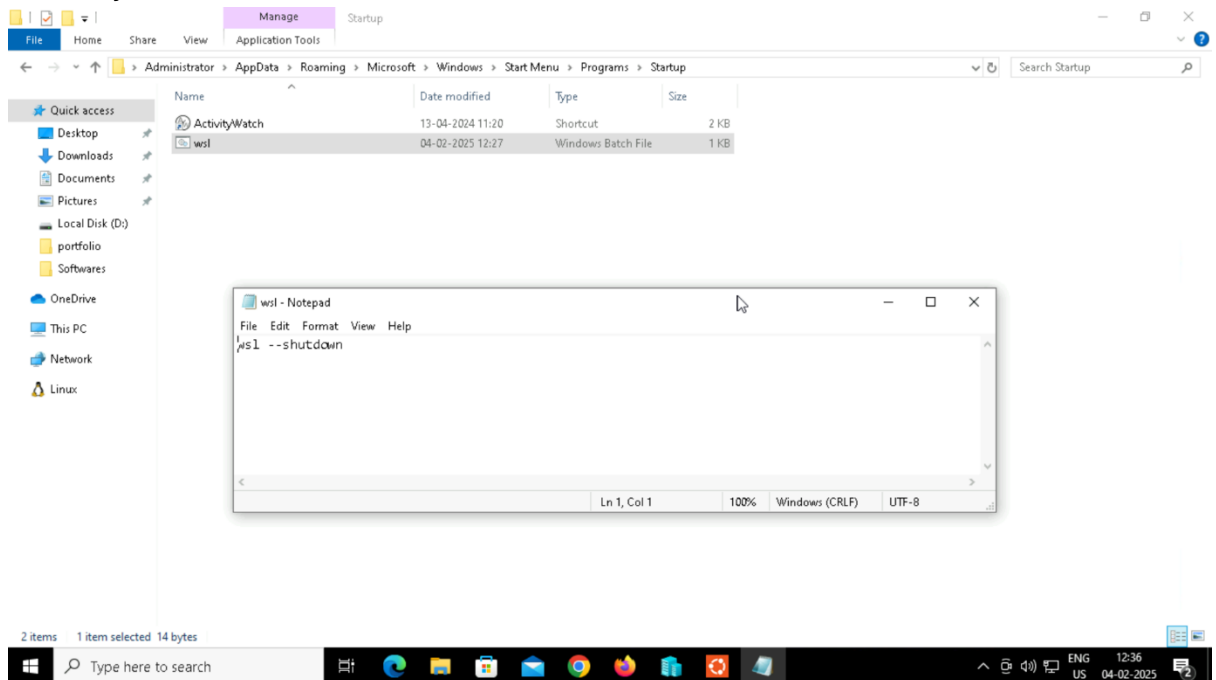 Manage
Startup
File
Home
Share
View
Application Tools
Administrator > AppData > Roaming > Microsoft > Windows > Start Menu > Programs > Startup
Search Startup
Name
Date modified
Type
Size
ActivityWatch
13-04-2024 11:20
Shortcut
2 KB
wsl
04-02-2025 12:27
Windows Batch File
1 KB
Quick access
Desktop
Downloads
Documents
Pictures
Local Disk (D:)
portfolio
Softwares
OneDrive
This PC
Network
Linux
wsl - Notepad
File Edit Format View Help
wsl --shutdown
Ln 1, Col 1
100%
Windows (CRLF)
UTF-8
2 items
1 item selected 14 bytes
Type here to search
ENG
US
12:36
04-02-2025
2